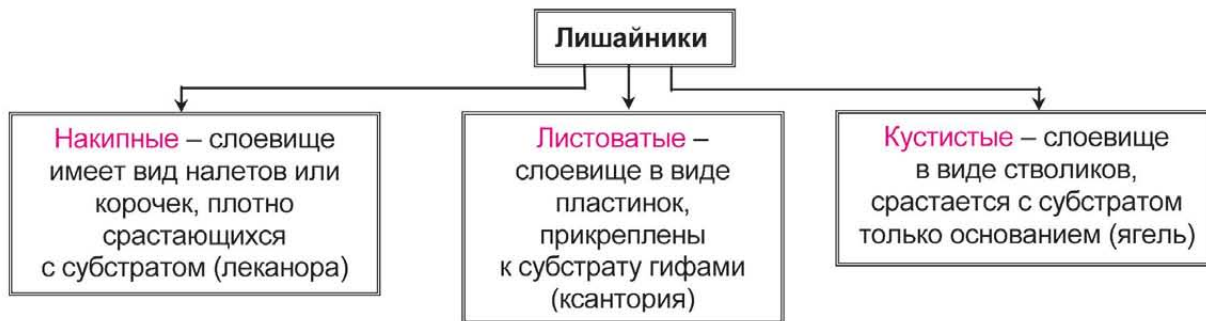 Лишайники
Накипные – слоевище
имеет вид налетов или
корочек, плотно
срастающихся
с субстратом (леканора)
Листоватые –
слоевище в виде
пластинок,
прикреплены
к субстрату гифами
(ксантория)
Кустистые – слоевище
в виде стволиков,
срастается с субстратом
только основанием (ягель)